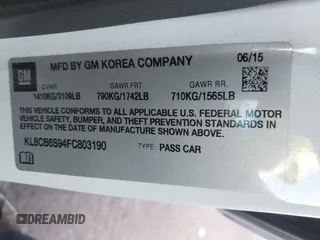 MFD BY GM KOREA COMPANY 06/15
GM
GVWR GAWR FRT GAWR RR
1410KG/3109LB 790KG/1742LB 710KG/1565LB
THIS VEHICLE CONFORMS TO ALL APPLICABLE U.S. FEDERAL MOTOR
VEHICLE SAFETY, BUMPER, AND THEFT PREVENTION STANDARDS IN
EFFECT ON THE DATE OF MANUFACTURE SHOWN ABOVE.
KL8CB6S94FC803190 TYPE: PASS CAR
DREAMBID